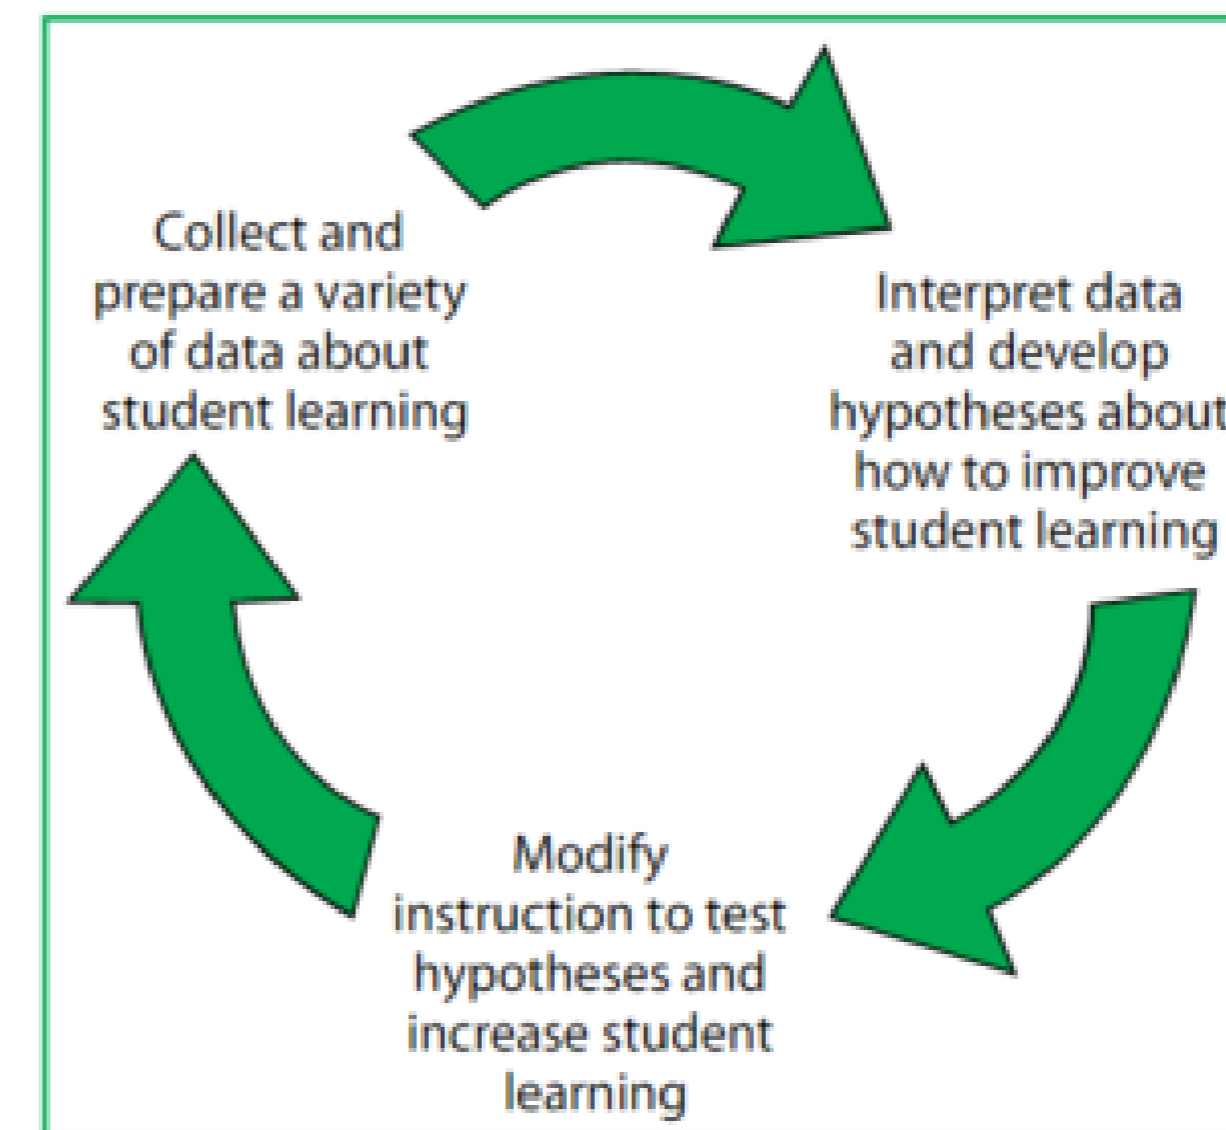 Collect and
prepare a variety
of data about
student learning
Interpret data
and develop
hypotheses about
how to improve
student learning
Modify
instruction to test
hypotheses and
increase student
learning